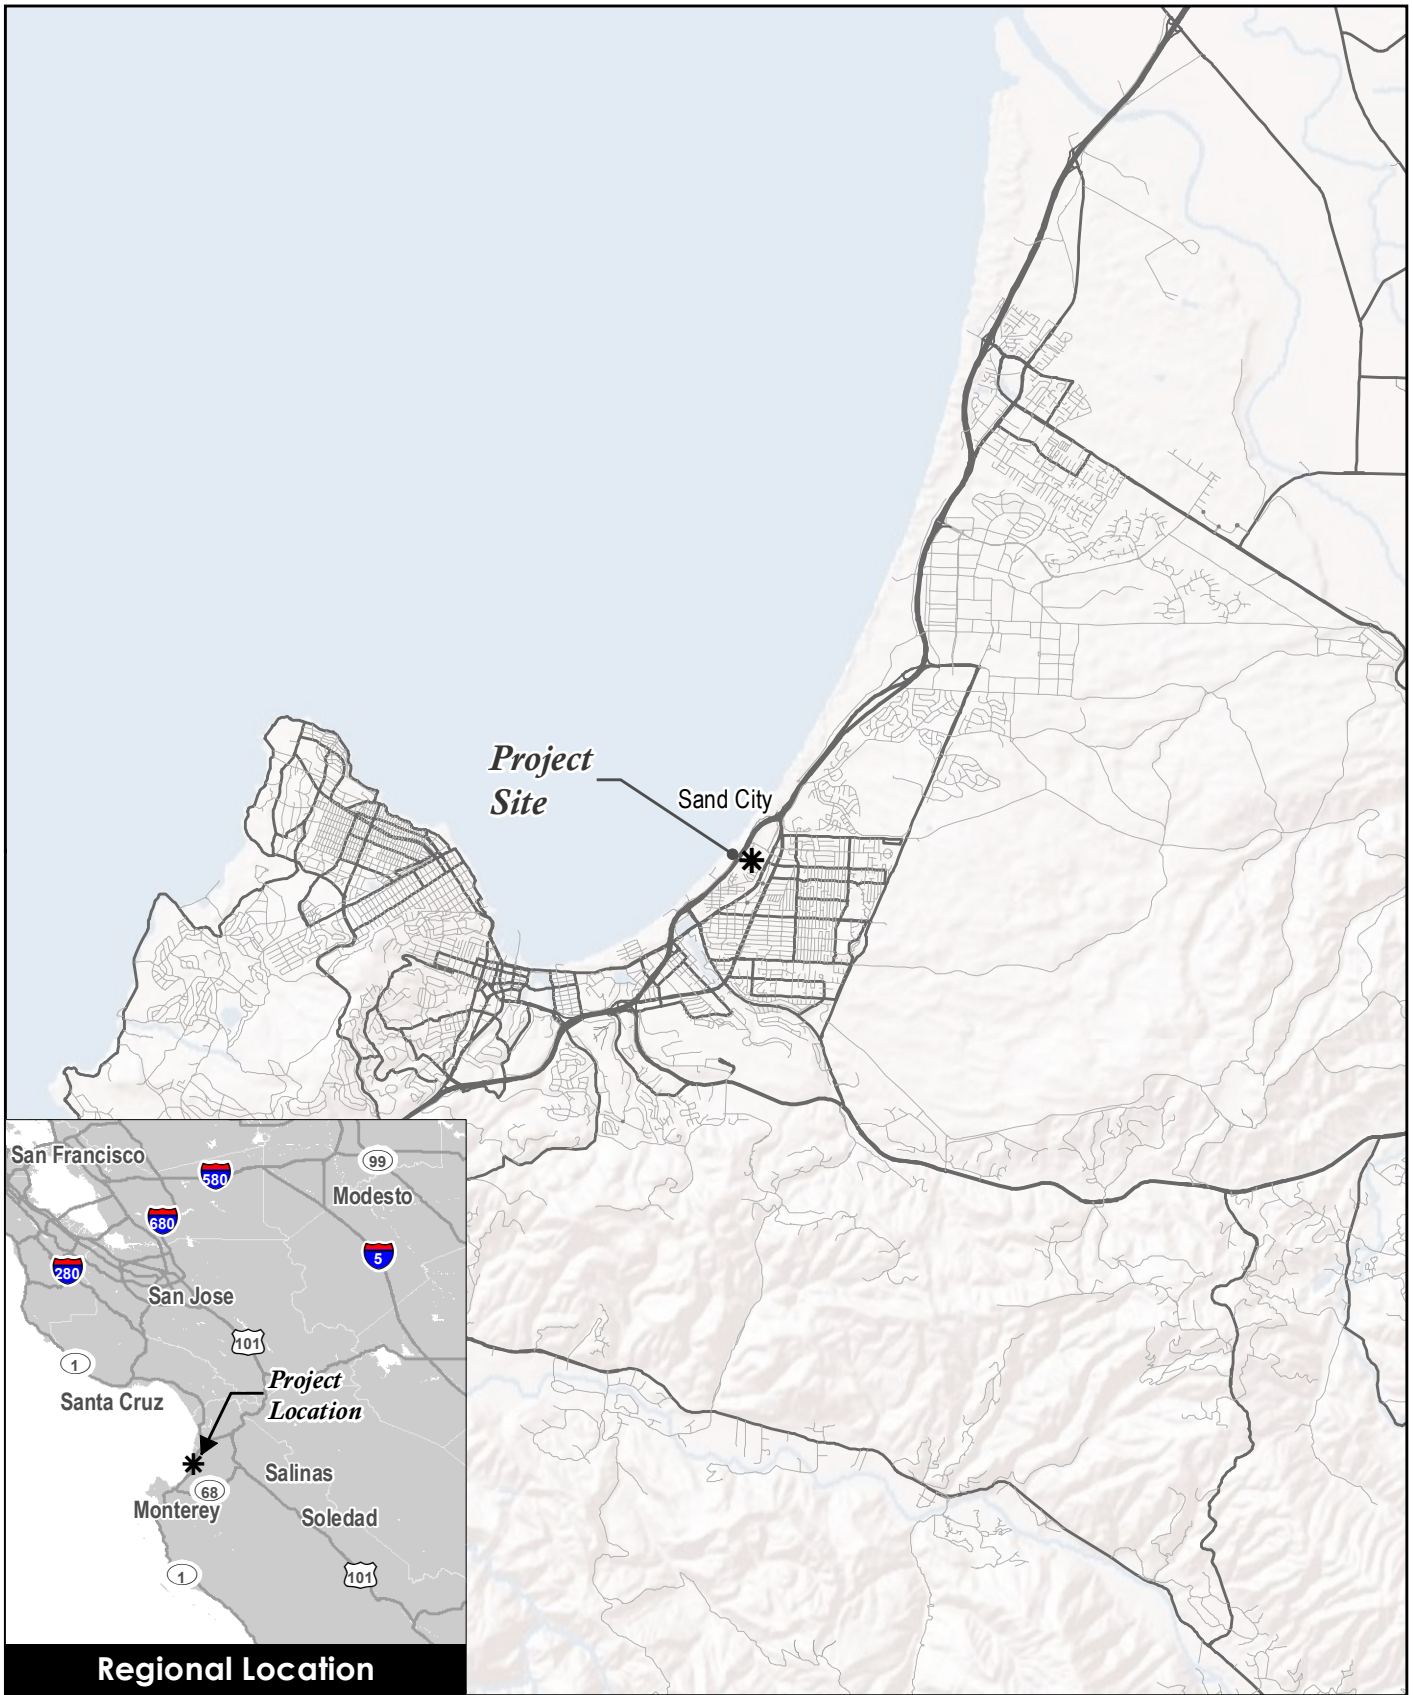 Project
Site
Sand City
San Francisco
99
580
Modesto
680
5
280
San Jose
101
1
Project
Location
Santa Cruz
Salinas
68
Monterey
Soledad
1
101
Regional Location